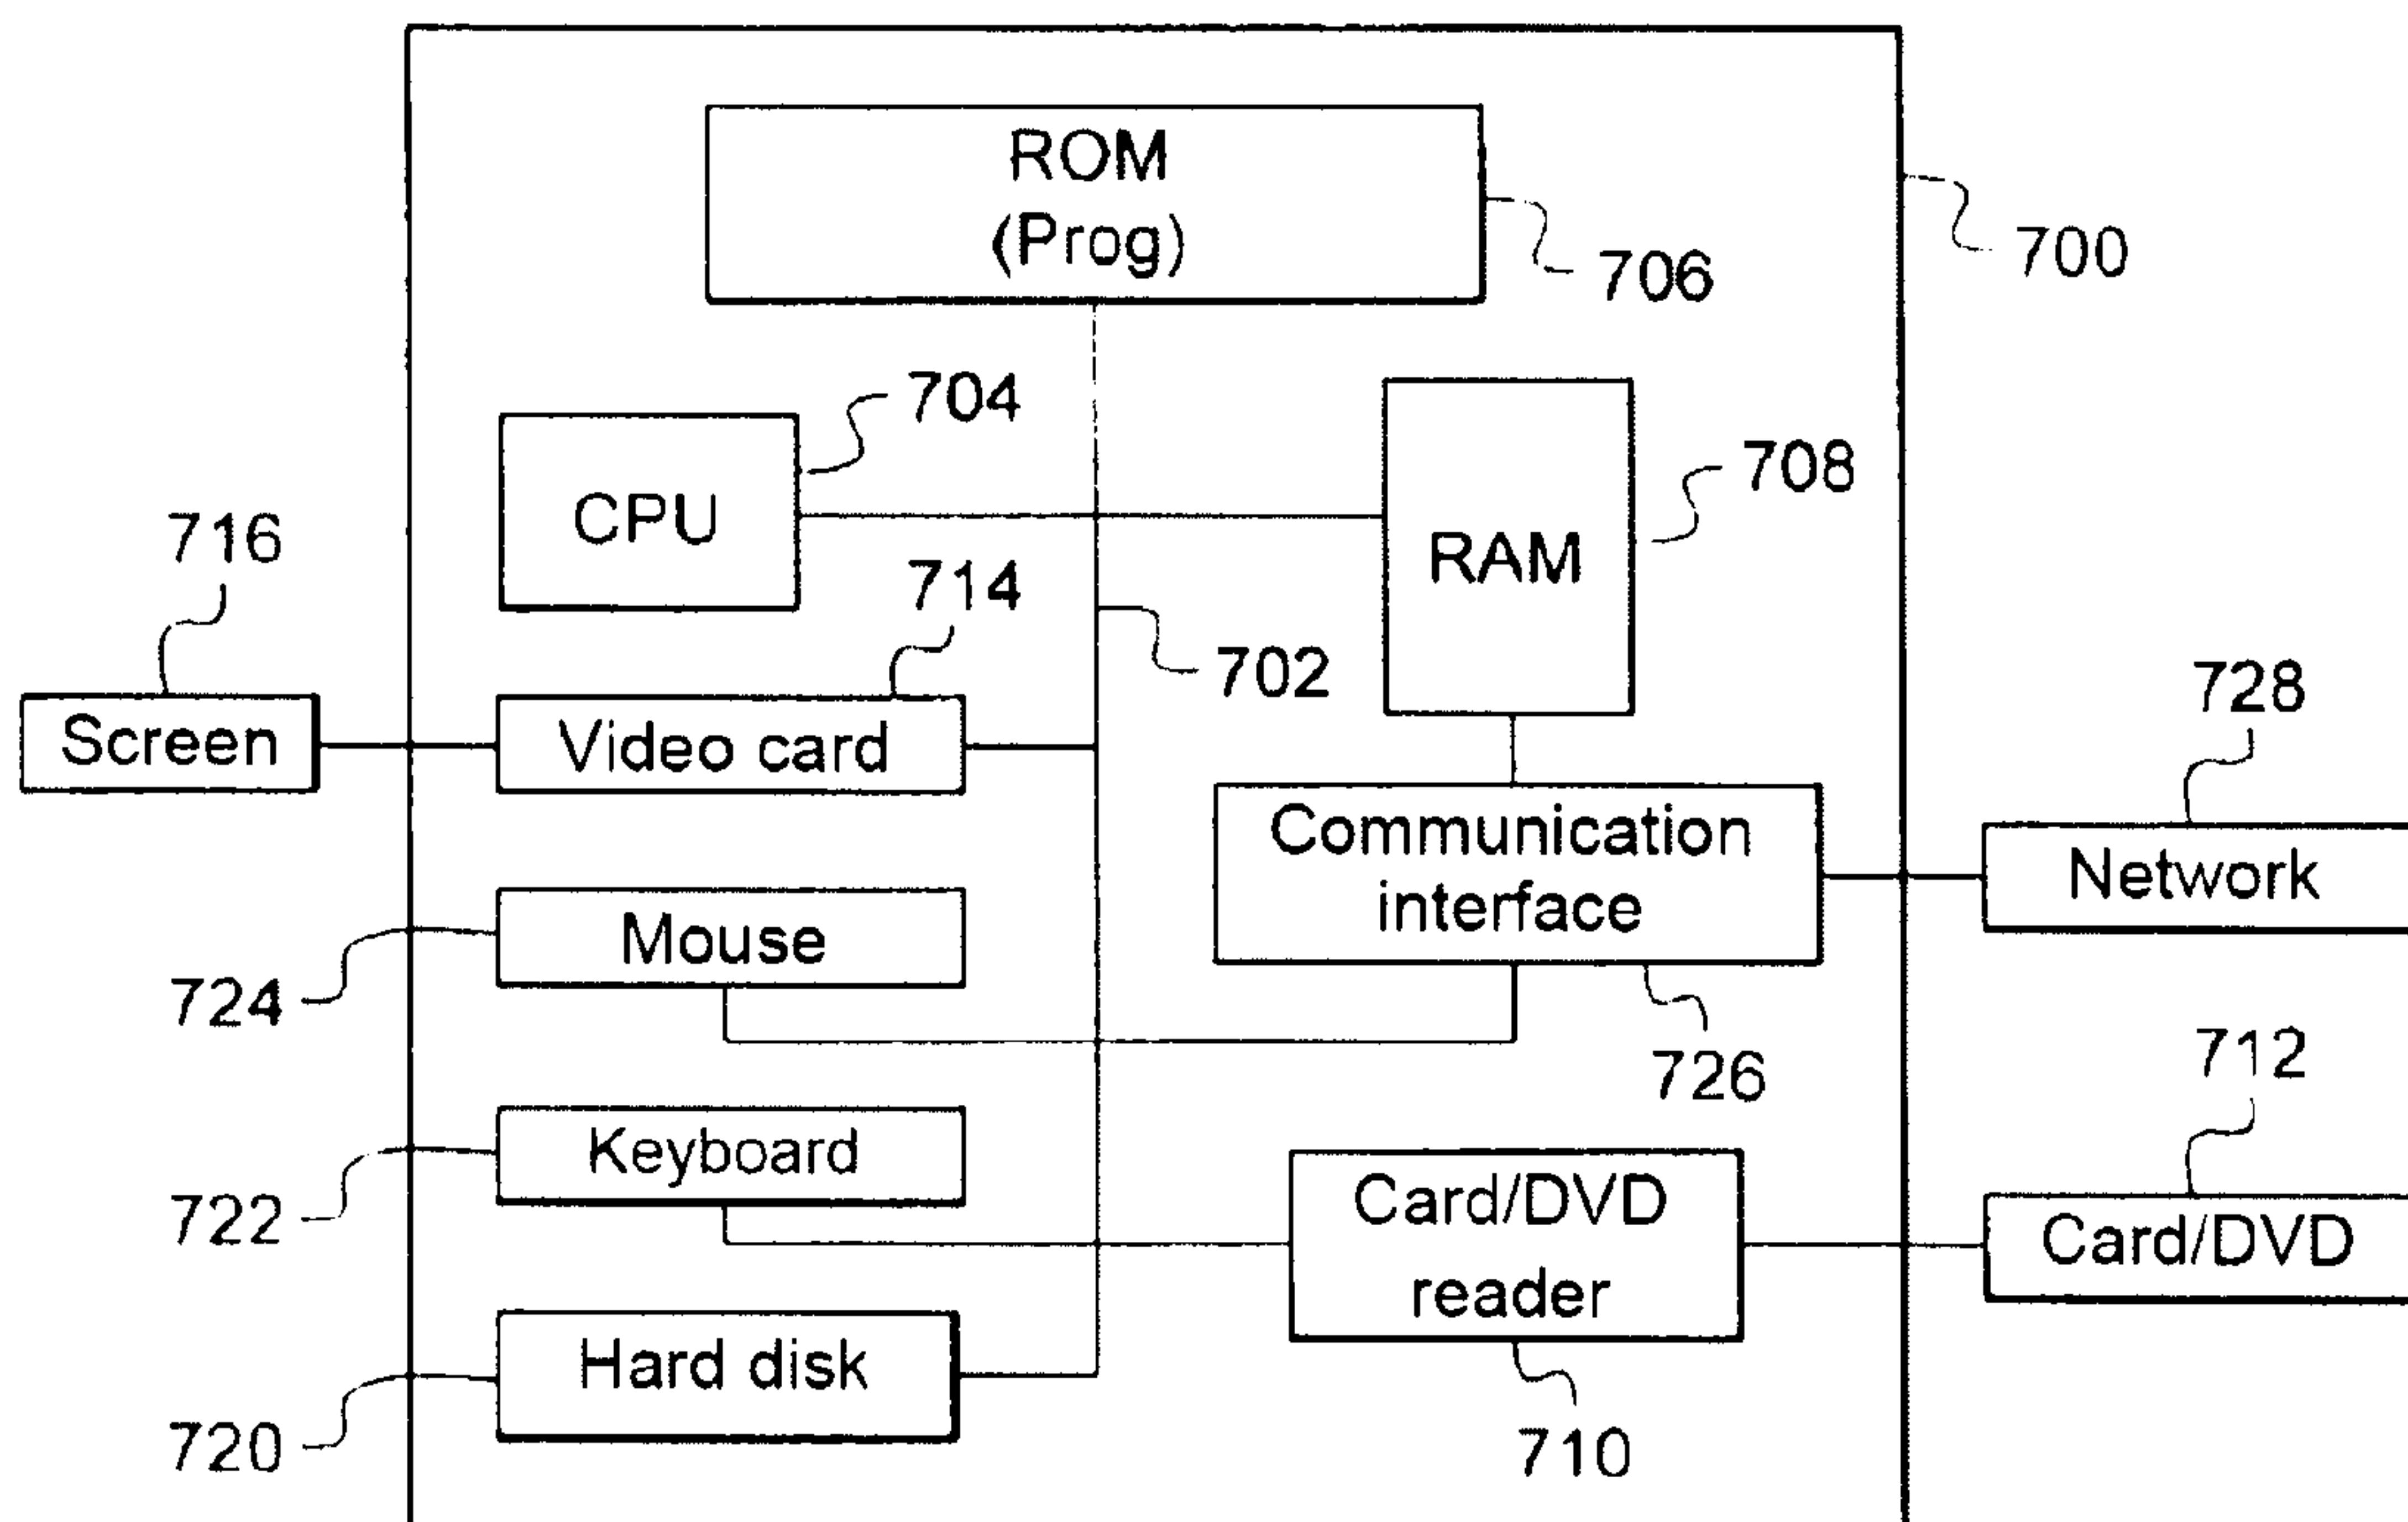 ROM
(Prog)
706
700
704
CPU
708
RAM
716
714
702
Screen
Video card
728
Communication
interface
Network
Mouse
724
726
712
Keyboard
722
Card/DVD
reader
Card/DVD
Hard disk
720
710